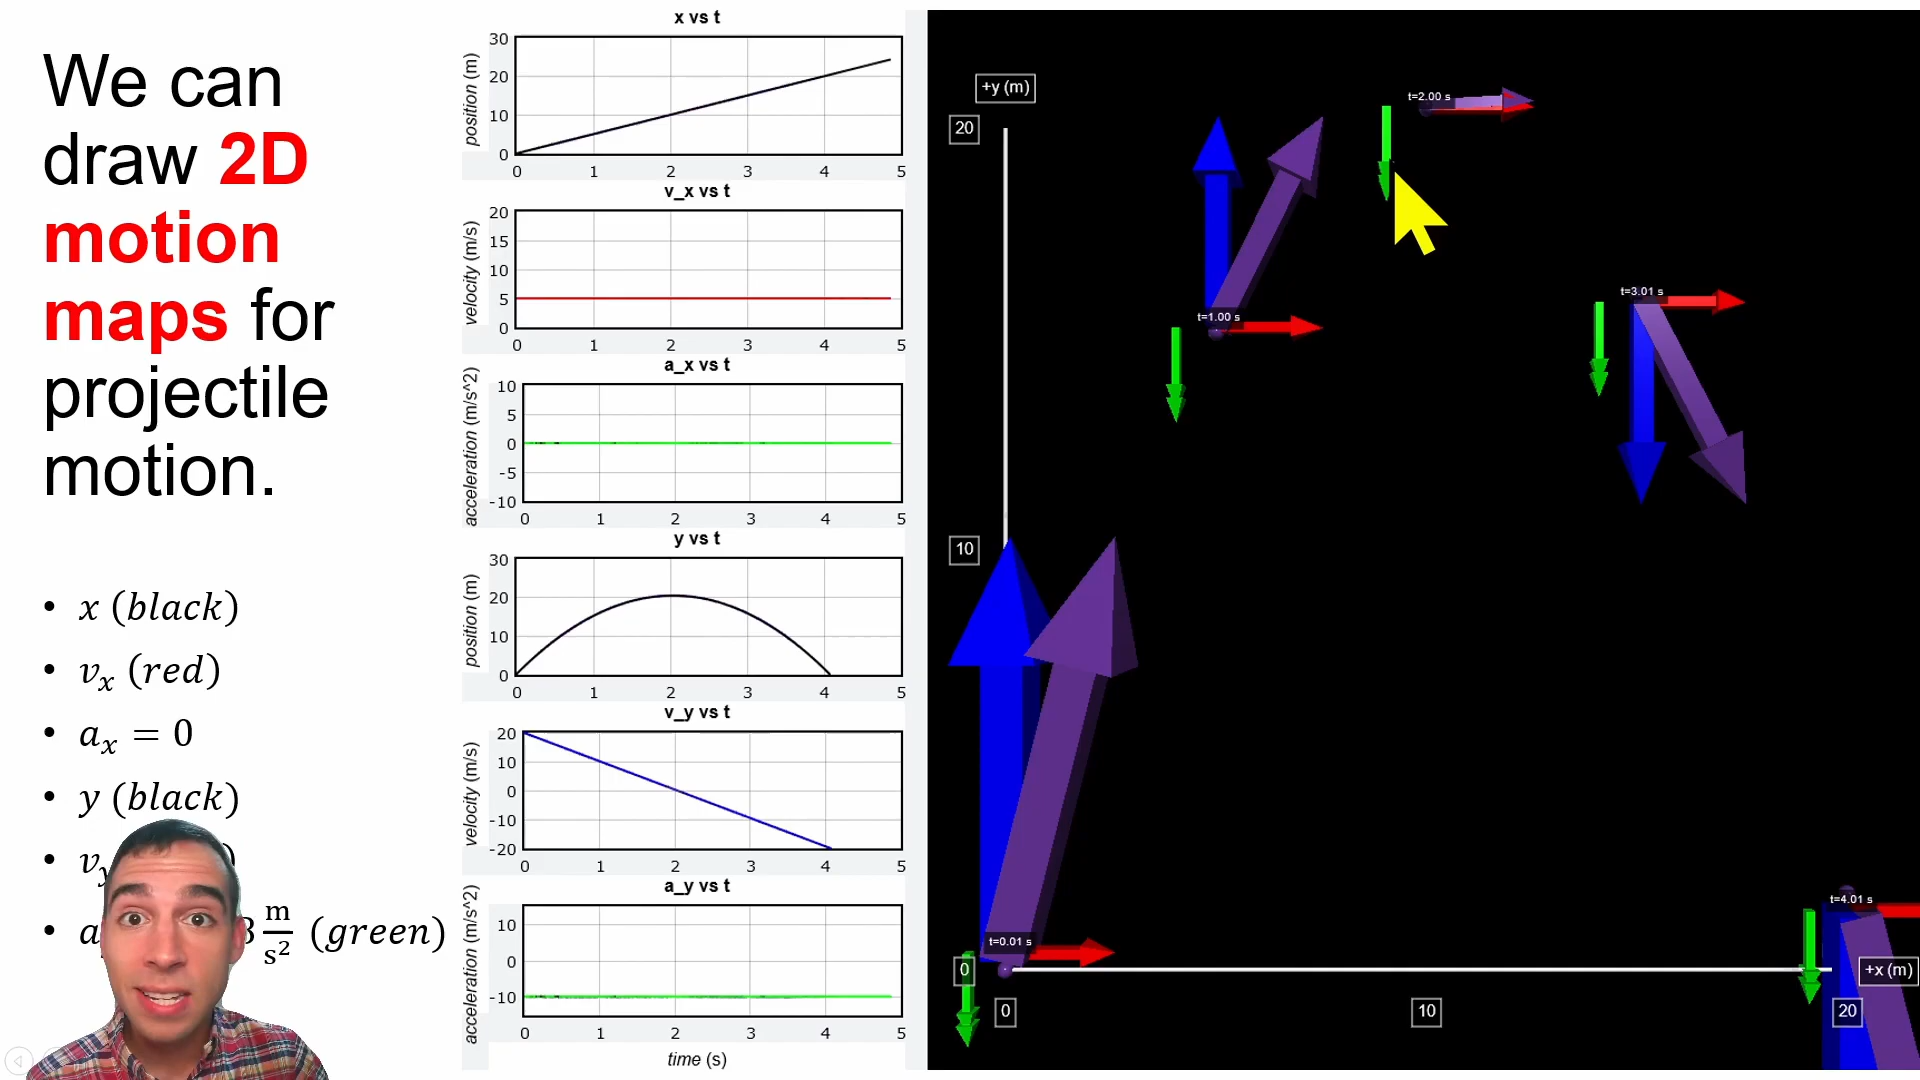 We can
draw 2D
motion
maps for
projectile
motion.
• x (black)
• vₓ (red)
• aₓ = 0
• y (black)
• v
• a m/s² (green)
x vs t
position (m)
30
20
10
0
0 1 2 3 4 5
v_x vs t
velocity (m/s)
20
15
10
5
0
0 1 2 3 4 5
a_x vs t
acceleration (m/s^2)
10
5
0
-5
-10
0 1 2 3 4 5
y vs t
position (m)
30
20
10
0
0 1 2 3 4 5
v_y vs t
velocity (m/s)
20
10
0
-10
-20
0 1 2 3 4 5
a_y vs t
acceleration (m/s^2)
10
0
-10
0 1 2 3 4 5
time (s)
+y (m)
20
t=2.00 s
t=3.01 s
t=1.00 s
10
t=4.01 s
t=0.01 s
0
+x (m)
0 10 20